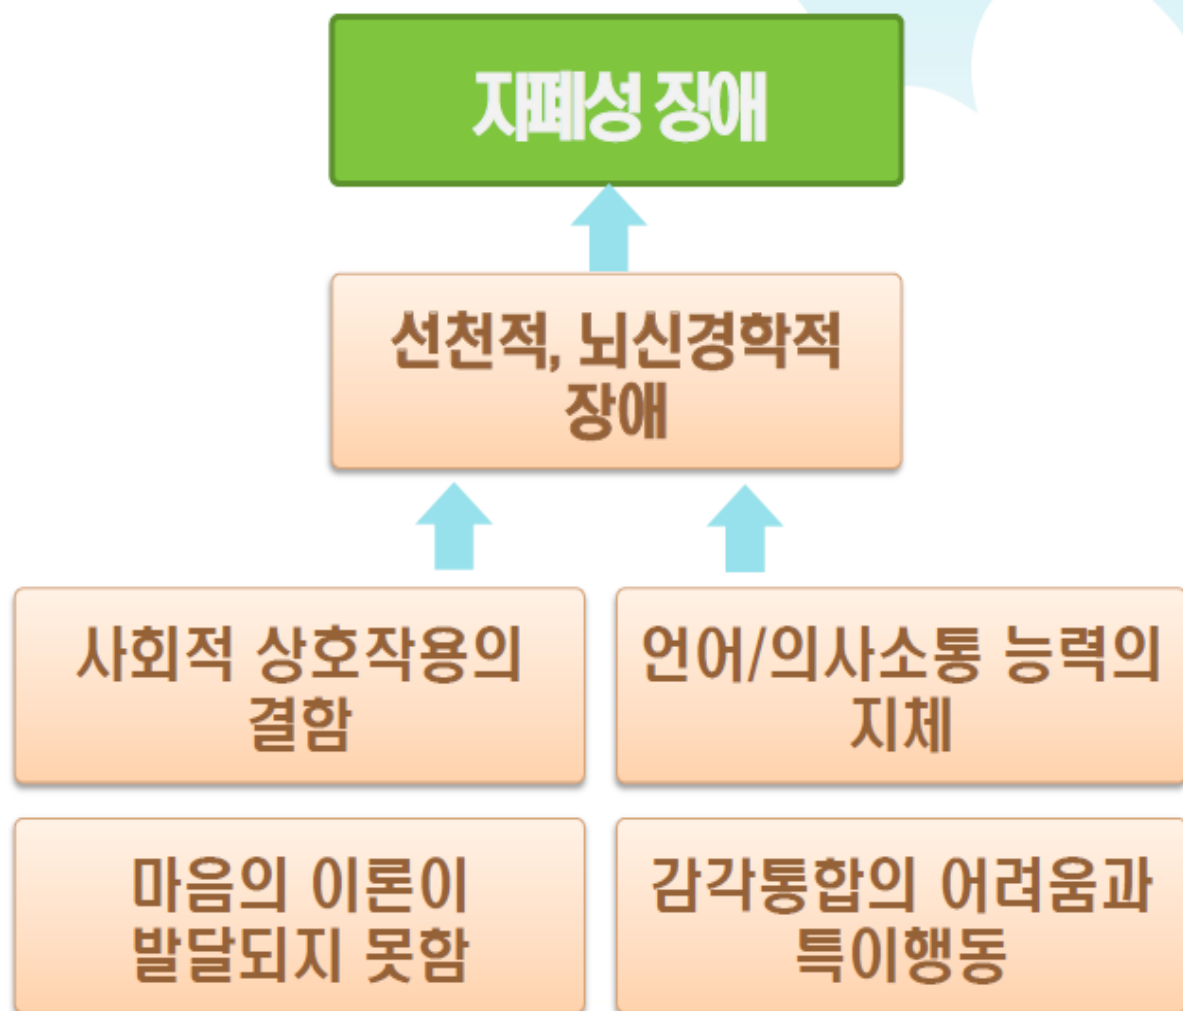 자폐성 장애
선천적, 뇌신경학적
장애
사회적 상호작용의
결함
언어/의사소통 능력의
지체
마음의 이론이
발달되지 못함
감각통합의 어려움과
특이행동